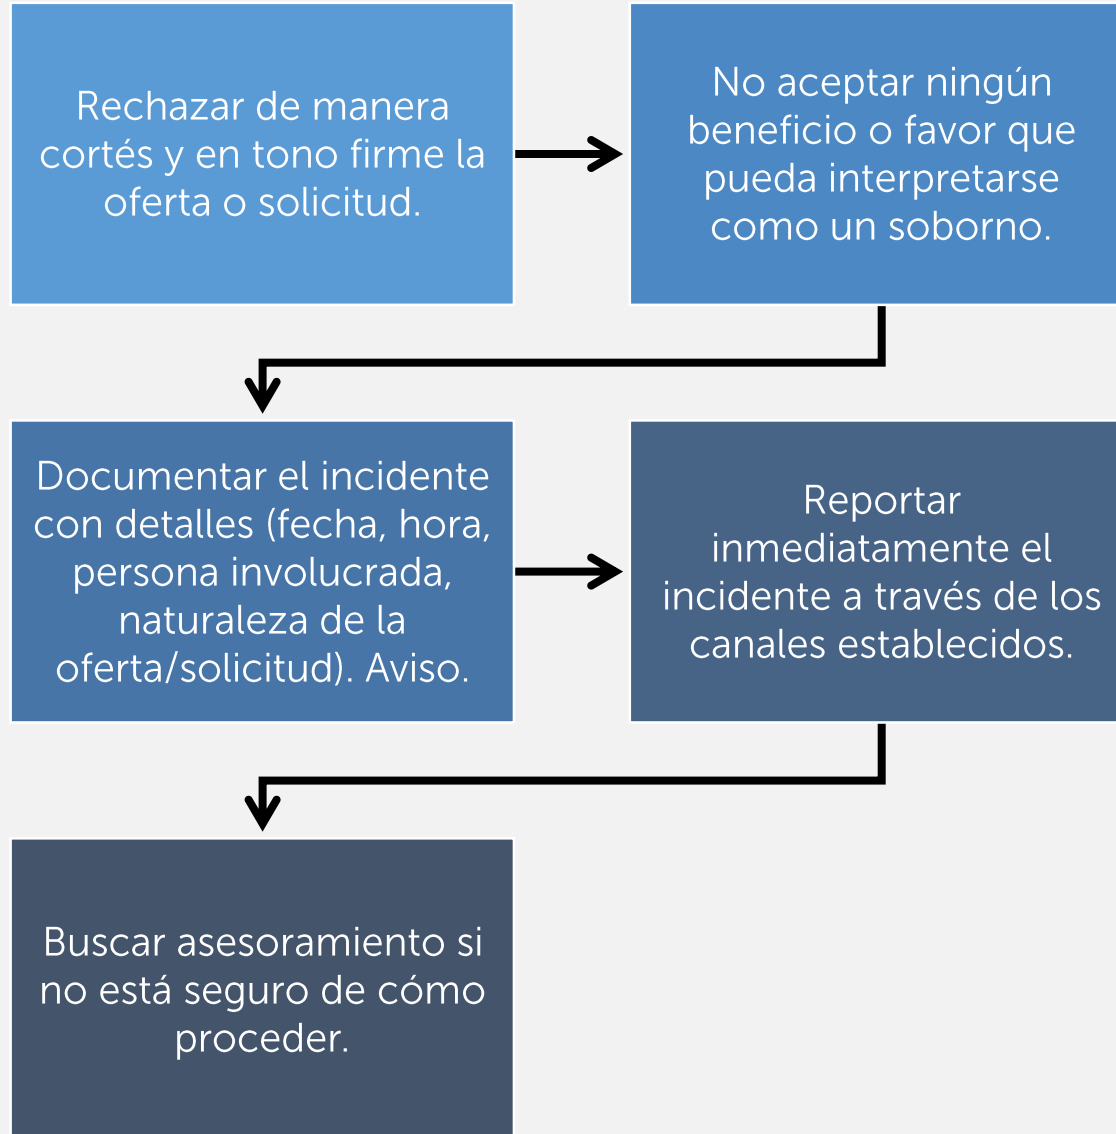 Rechazar de manera
cortés y en tono firme la
oferta o solicitud.
No aceptar ningún
beneficio o favor que
pueda interpretarse
como un soborno.
Documentar el incidente
con detalles (fecha, hora,
persona involucrada,
naturaleza de la
oferta/solicitud). Aviso.
Reportar
inmediatamente el
incidente a través de los
canales establecidos.
Buscar asesoramiento si
no está seguro de cómo
proceder.